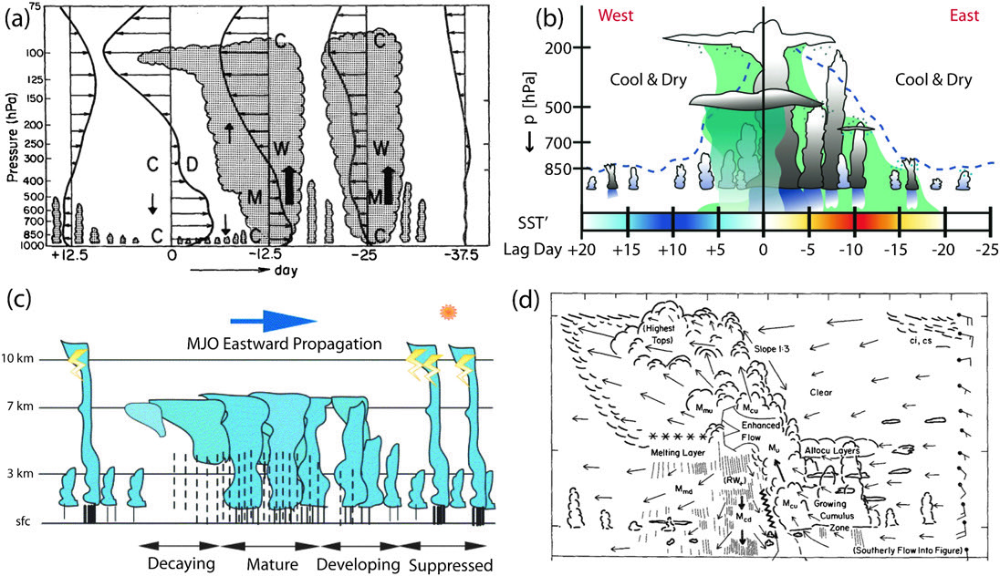 (a)
75
100
125
150
200
250
300
400
500
600
700
850
1000
Pressure (hPa)
C
C
C
D
W
W
C
M
M
C
C
C
+12.5
0
-12.5
-25
-37.5
day
(b)
West
East
p [hPa]
200
500
700
850
Cool & Dry
Cool & Dry
SST'
Lag Day
+20
+15
+10
+5
0
-5
-10
-15
-20
-25
(c)
MJO Eastward Propagation
10 km
7 km
3 km
sfc
Decaying
Mature
Developing
Suppressed
(d)
(Highest
Tops)
Slope 1:3
ci, cs
Clear
Mmu
Mcu
Enhanced
Flow
Mu
Altocu Layers
Melting Layer
(RW+)
Mmd
Mcd
Mcu
Growing
Cumulus
Zone
(Southerly Flow Into Figure)